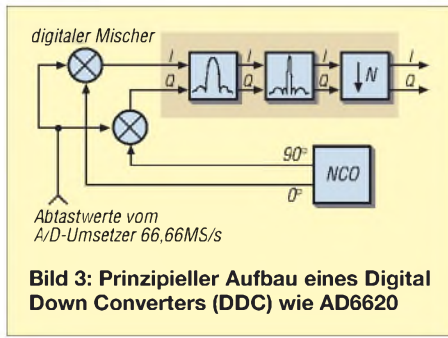 digitaler Mischer
I I I I
Q Q Q Q
↓N
90°
NCO
0°
Abtastwerte vom
A/D-Umsetzer 66,66MS/s
Bild 3: Prinzipieller Aufbau eines Digital
Down Converters (DDC) wie AD6620